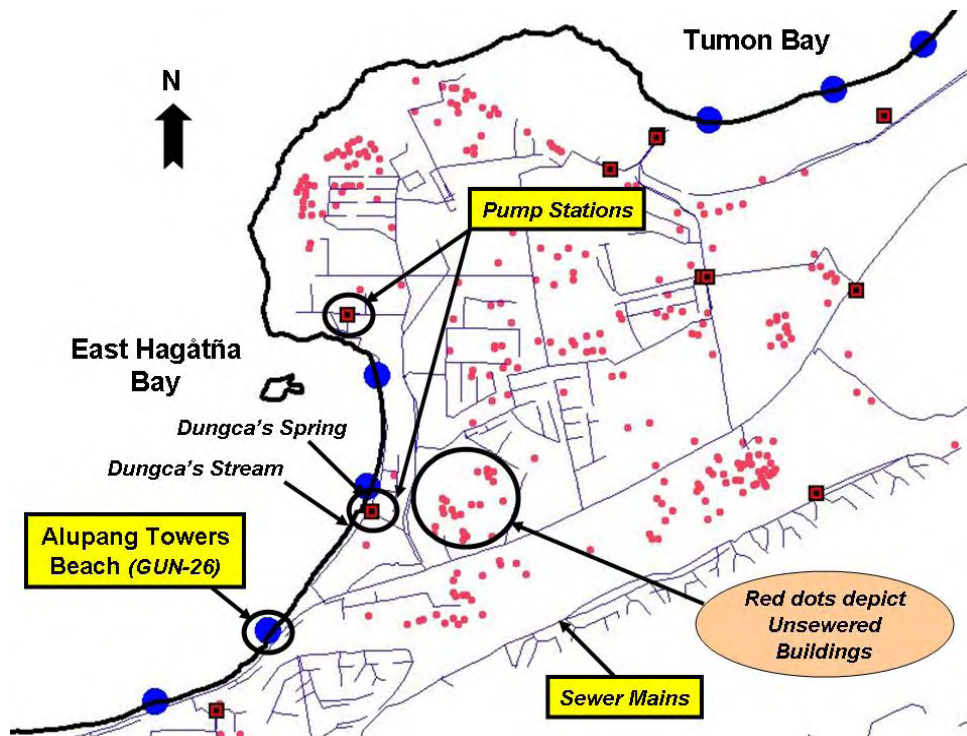 Tumon Bay
N
Pump Stations
East Hagåtña
Bay
Dungca's Spring
Dungca's Stream
Alupang Towers
Beach (GUN-26)
Red dots depict
Unsewered
Buildings
Sewer Mains